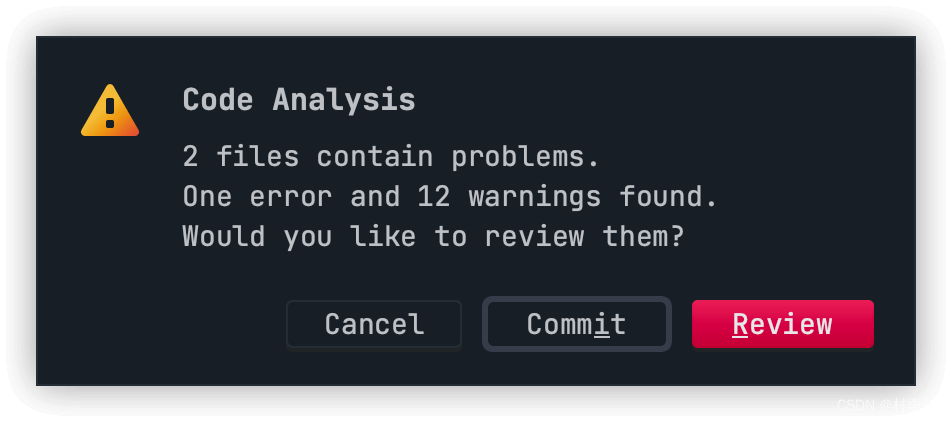 Code Analysis
2 files contain problems.
One error and 12 warnings found.
Would you like to review them?
Cancel
Commit
Review
CSDN